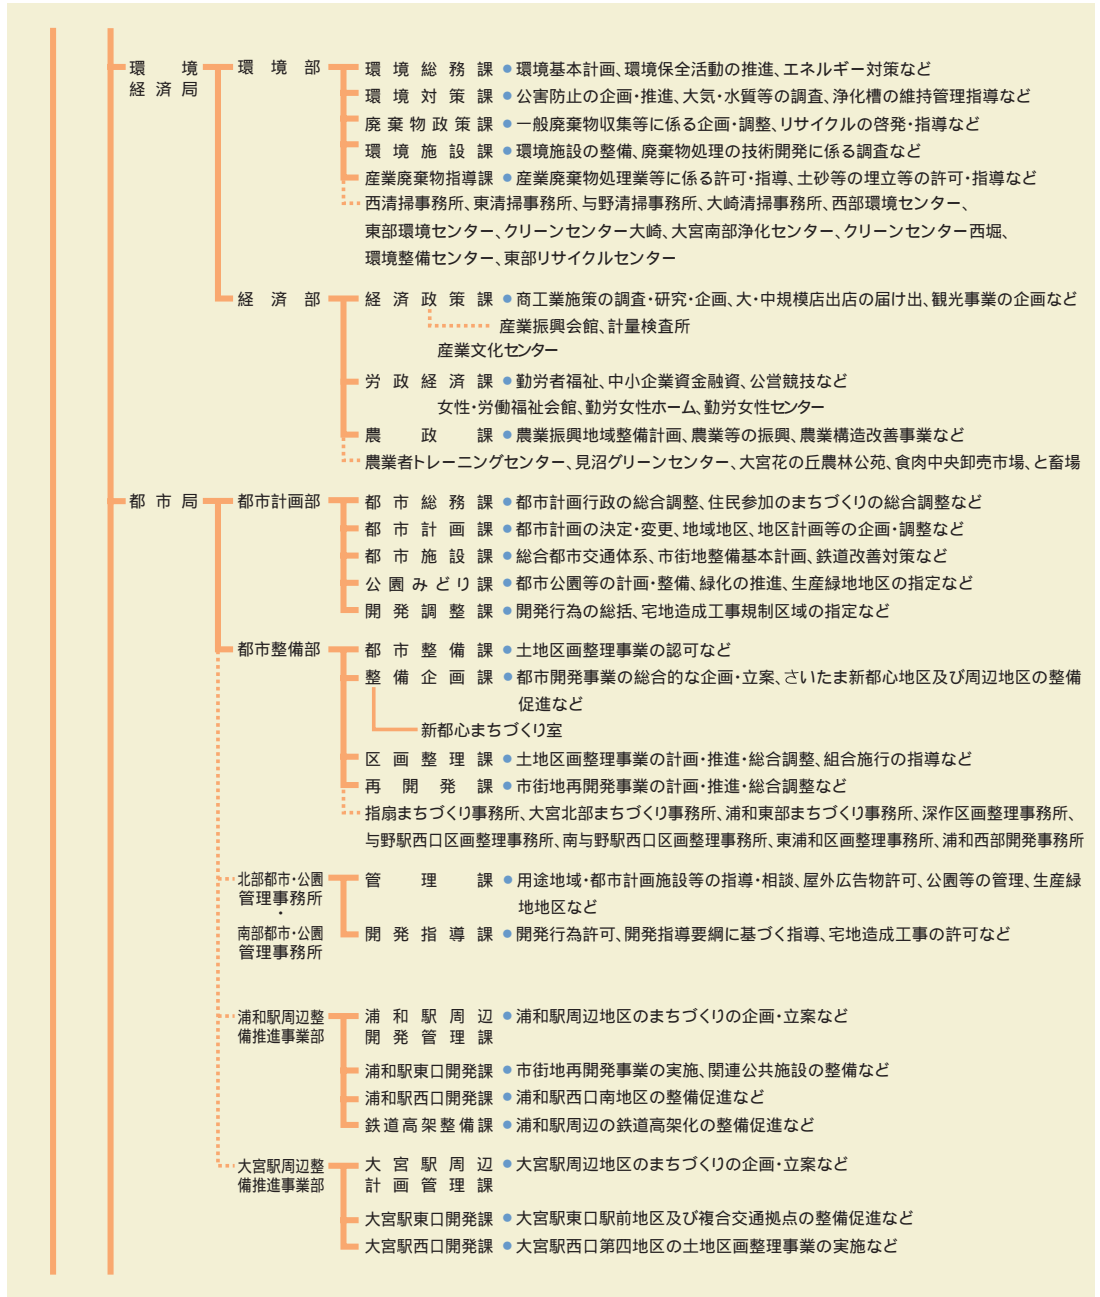 環境経済局
環境部
環境総務課 ●環境基本計画、環境保全活動の推進、エネルギー対策など
環境対策課 ●公害防止の企画・推進、大気・水質等の調査、浄化槽の維持管理指導など
廃棄物政策課 ●一般廃棄物収集等に係る企画・調整、リサイクルの啓発・指導など
環境施設課 ●環境施設の整備、廃棄物処理の技術開発に係る調査など
産業廃棄物指導課 ●産業廃棄物処理業等に係る許可・指導、土砂等の埋立等の許可・指導など
西清掃事務所、東清掃事務所、与野清掃事務所、大崎清掃事務所、西部環境センター、
東部環境センター、クリーンセンター大崎、大宮南部浄化センター、クリーンセンター西堀、
環境整備センター、東部リサイクルセンター
経済部
経済政策課 ●商工業施策の調査・研究・企画、大・中規模店出店の届け出、観光事業の企画など
産業振興会館、計量検査所
産業文化センター
労政経済課 ●勤労者福祉、中小企業資金融資、公営競技など
女性・労働福祉会館、勤労女性ホーム、勤労女性センター
農政課 ●農業振興地域整備計画、農業等の振興、農業構造改善事業など
農業者トレーニングセンター、見沼グリーンセンター、大宮花の丘農林公苑、食肉中央卸売市場、と畜場
都市局
都市計画部
都市総務課 ●都市計画行政の総合調整、住民参加のまちづくりの総合調整など
都市計画課 ●都市計画の決定・変更、地域地区、地区計画等の企画・調整など
都市施設課 ●総合都市交通体系、市街地整備基本計画、鉄道改善対策など
公園みどり課 ●都市公園等の計画・整備、緑化の推進、生産緑地地区の指定など
開発調整課 ●開発行為の総括、宅地造成工事規制区域の指定など
都市整備部
都市整備課 ●土地区画整理事業の認可など
整備企画課 ●都市開発事業の総合的な企画・立案、さいたま新都心地区及び周辺地区の整備
促進など
新都心まちづくり室
区画整理課 ●土地区画整理事業の計画・推進・総合調整、組合施行の指導など
再開発課 ●市街地再開発事業の計画・推進・総合調整など
指扇まちづくり事務所、大宮北部まちづくり事務所、浦和東部まちづくり事務所、深作区画整理事務所、
与野駅西口区画整理事務所、南与野駅西口区画整理事務所、東浦和区画整理事務所、浦和西部開発事務所
北部都市・公園
管理事務所
・
南部都市・公園
管理事務所
管理課 ●用途地域・都市計画施設等の指導・相談、屋外広告物許可、公園等の管理、生産緑
地地区など
開発指導課 ●開発行為許可、開発指導要綱に基づく指導、宅地造成工事の許可など
浦和駅周辺整
備推進事業部
浦和駅周辺 ●浦和駅周辺地区のまちづくりの企画・立案など
開発管理課
浦和駅東口開発課 ●市街地再開発事業の実施、関連公共施設の整備など
浦和駅西口開発課 ●浦和駅西口南地区の整備促進など
鉄道高架整備課 ●浦和駅周辺の鉄道高架化の整備促進など
大宮駅周辺整
備推進事業部
大宮駅周辺 ●大宮駅周辺地区のまちづくりの企画・立案など
計画管理課
大宮駅東口開発課 ●大宮駅東口駅前地区及び複合交通拠点の整備促進など
大宮駅西口開発課 ●大宮駅西口第四地区の土地区画整理事業の実施など